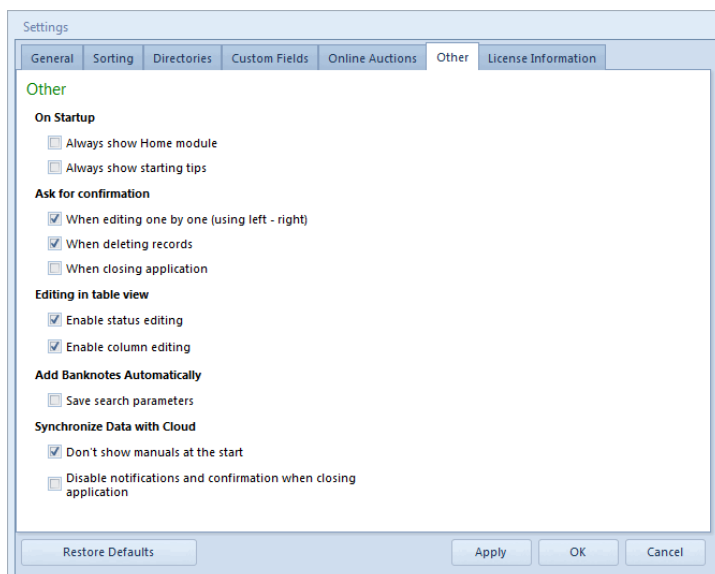 Settings
General Sorting Directories Custom Fields Online Auctions Other License Information
Other
On Startup
Always show Home module
Always show starting tips
Ask for confirmation
When editing one by one (using left - right)
When deleting records
When closing application
Editing in table view
Enable status editing
Enable column editing
Add Banknotes Automatically
Save search parameters
Synchronize Data with Cloud
Don't show manuals at the start
Disable notifications and confirmation when closing
application
Restore Defaults Apply OK Cancel